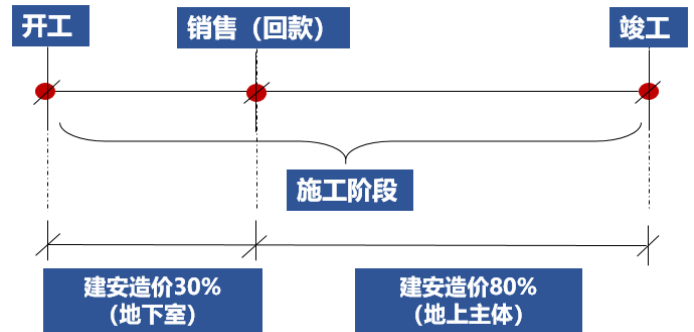 开工
销售（回款）
竣工
施工阶段
建安造价30%
（地下室）
建安造价80%
（地上主体）